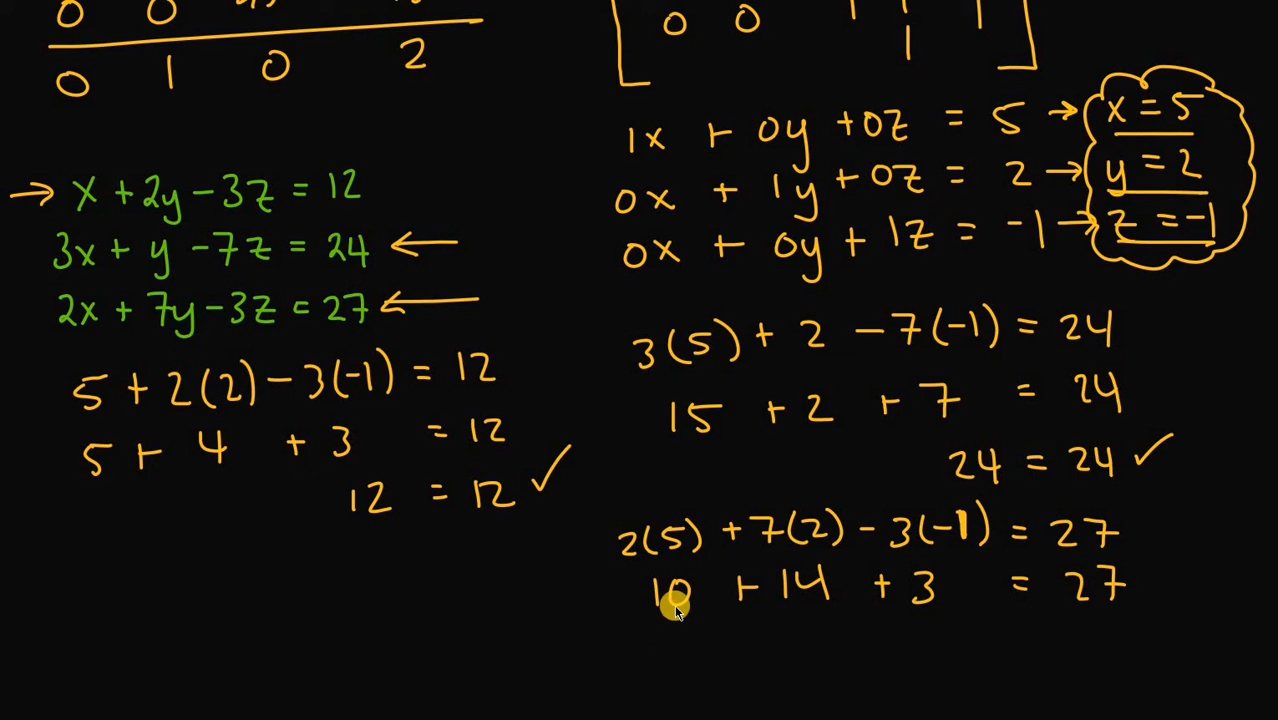 0 0
0 1 0 2
0 0 1 1
1
1x + 0y + 0z = 5 → x = 5
0x + 1y + 0z = 2 → y = 2
0x + 0y + 1z = -1 → z = -1
→ x + 2y - 3z = 12
3x + y - 7z = 24 ←
2x + 7y - 3z = 27 ←
5 + 2(2) - 3(-1) = 12
5 + 4 + 3 = 12
12 = 12 ✓
3(5) + 2 - 7(-1) = 24
15 + 2 + 7 = 24
24 = 24 ✓
2(5) + 7(2) - 3(-1) = 27
10 + 14 + 3 = 27